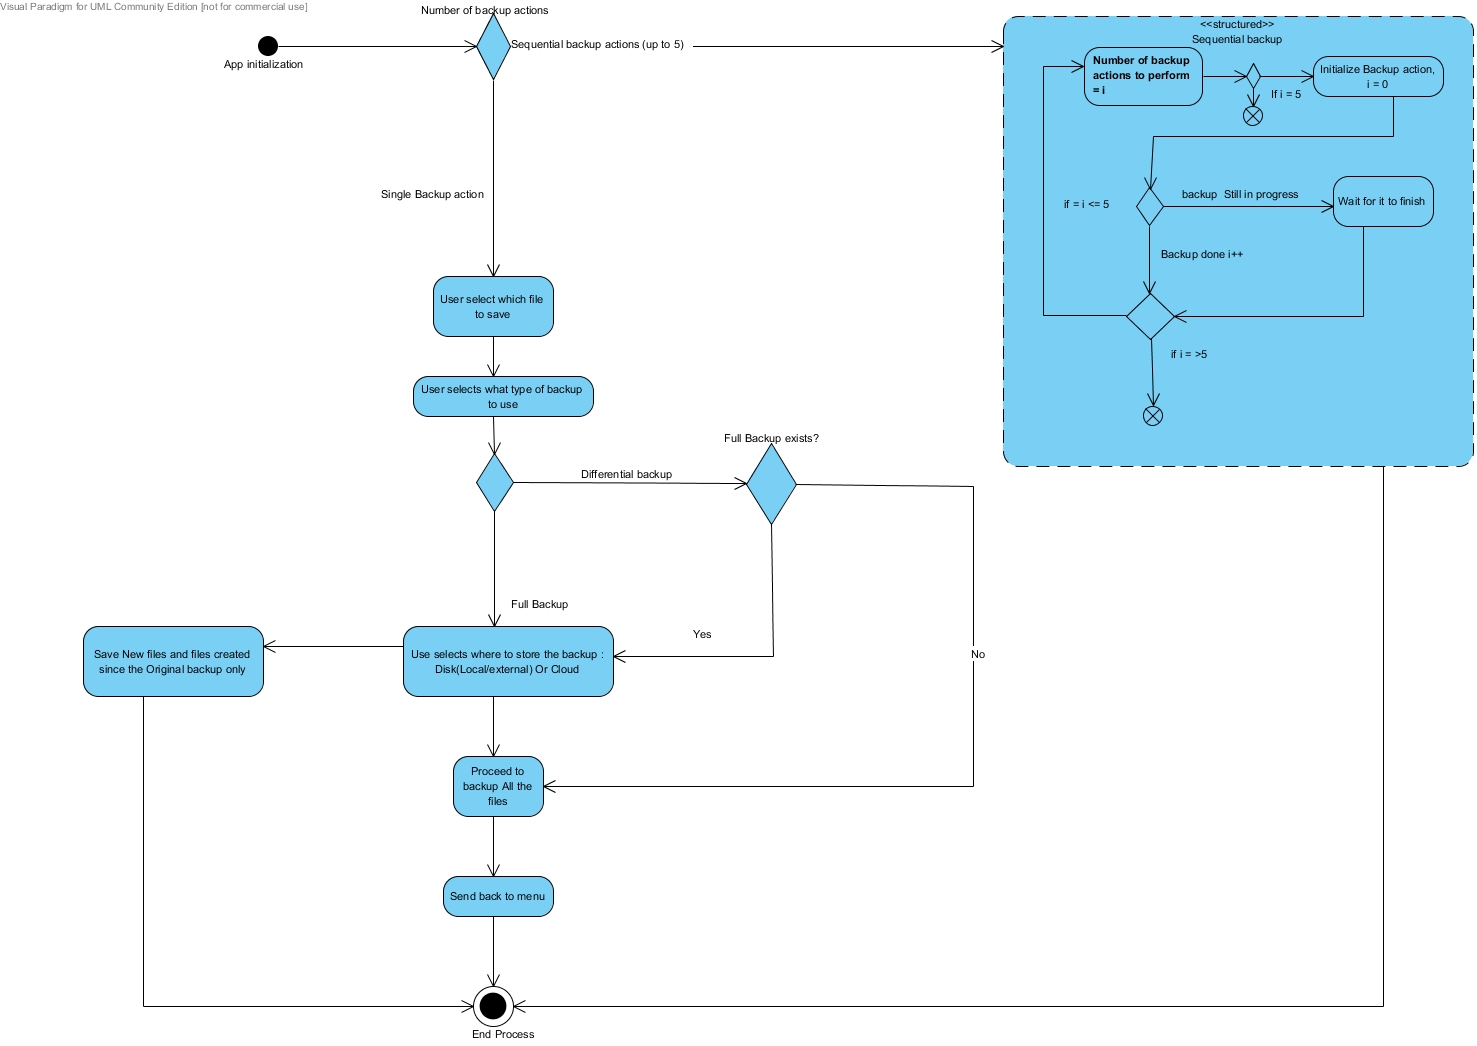 Visual Paradigm for UML Community Edition [not for commercial use]
Number of backup actions
App initialization
Sequential backup actions (up to 5)
<<structured>>
Sequential backup
Number of backup
actions to perform
= i
If i = 5
Initialize Backup action,
i = 0
backup Still in progress
Wait for it to finish
if = i <= 5
Backup done i++
if i = >5
Single Backup action
User select which file
to save
User selects what type of backup
to use
Differential backup
Full Backup exists?
Full Backup
Yes
No
Save New files and files created
since the Original backup only
Use selects where to store the backup :
Disk(Local/external) Or Cloud
Proceed to
backup All the
files
Send back to menu
End Process